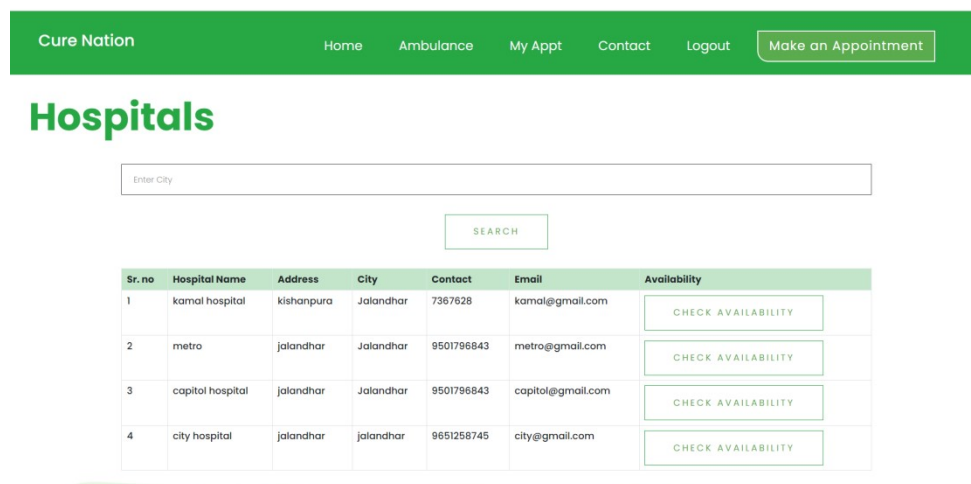 Cure Nation Home Ambulance My Appt Contact Logout Make an Appointment
Hospitals
Enter City
SEARCH
Sr. no Hospital Name Address City Contact Email Availability
1 kamal hospital kishanpura Jalandhar 7367628 kamal@gmail.com CHECK AVAILABILITY
2 metro jalandhar Jalandhar 9501796843 metro@gmail.com CHECK AVAILABILITY
3 capitol hospital jalandhar Jalandhar 9501796843 capitol@gmail.com CHECK AVAILABILITY
4 city hospital jalandhar jalandhar 9651258745 city@gmail.com CHECK AVAILABILITY